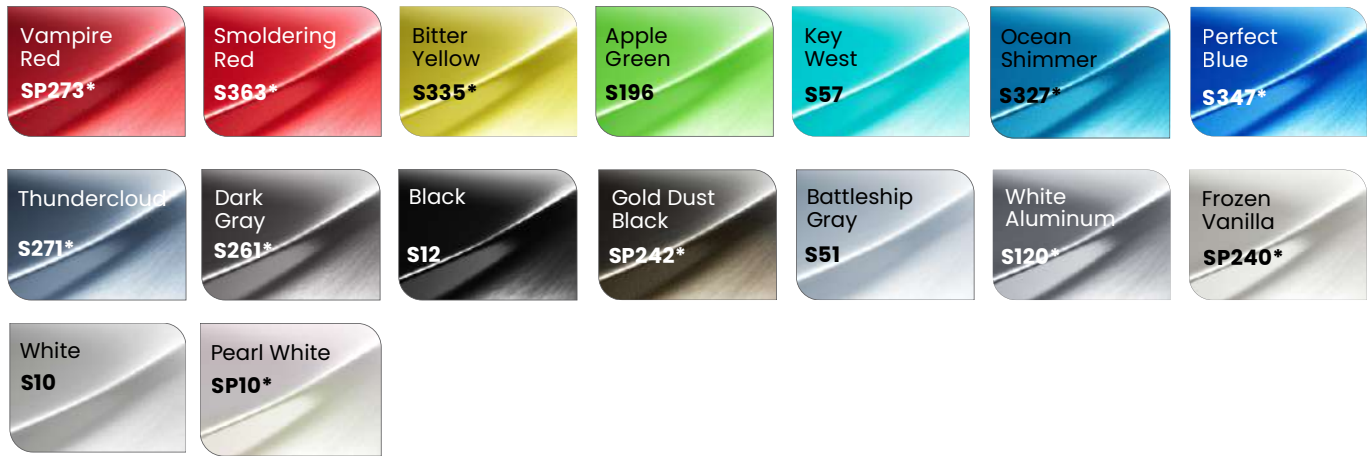 Vampire
Red
SP273*
Smoldering
Red
S363*
Bitter
Yellow
S335*
Apple
Green
S196
Key
West
S57
Ocean
Shimmer
S327*
Perfect
Blue
S347*
Thundercloud
S271*
Dark
Gray
S261*
Black
S12
Gold Dust
Black
SP242*
Battleship
Gray
S51
White
Aluminum
S120*
Frozen
Vanilla
SP240*
White
S10
Pearl White
SP10*